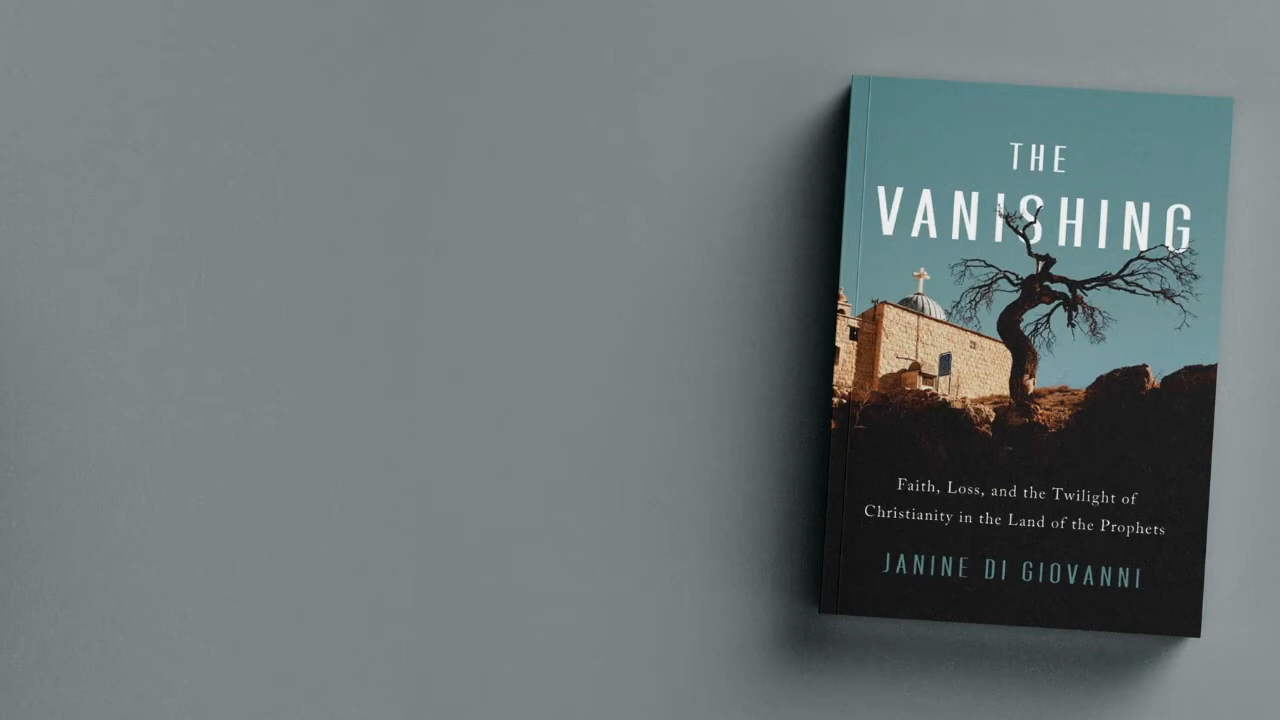 THE
VANISHING
Faith, Loss, and the Twilight of
Christianity in the Land of the Prophets
JANINE DI GIOVANNI